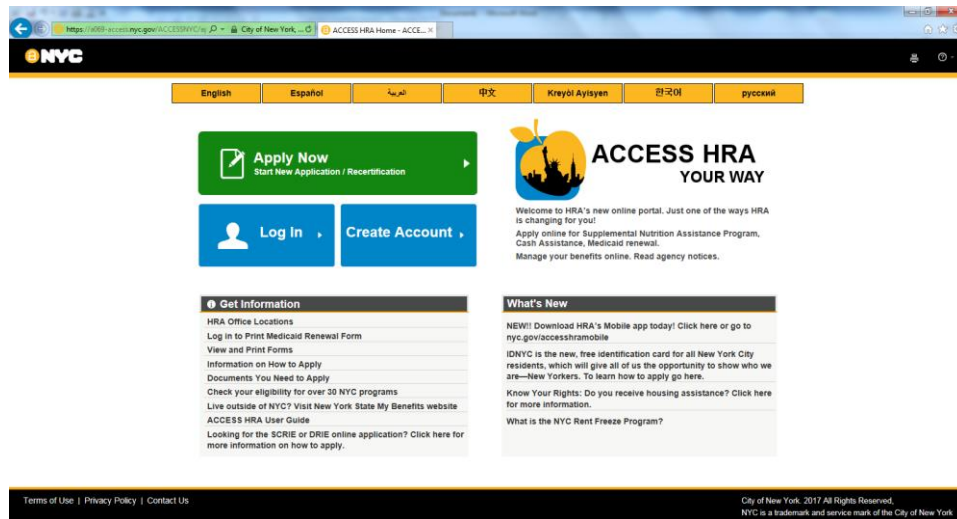 https://a069-access.nyc.gov/ACCESSNYC/
City of New York, ...
ACCESS HRA Home - ACCE...
NYC
English
Español
العربية
中文
Kreyòl Ayisyen
한국어
русский
Apply Now
Start New Application / Recertification
Log In
Create Account
ACCESS HRA
YOUR WAY
Welcome to HRA's new online portal. Just one of the ways HRA
is changing for you!
Apply online for Supplemental Nutrition Assistance Program,
Cash Assistance, Medicaid renewal.
Manage your benefits online. Read agency notices.
Get Information
HRA Office Locations
Log in to Print Medicaid Renewal Form
View and Print Forms
Information on How to Apply
Documents You Need to Apply
Check your eligibility for over 30 NYC programs
Live outside of NYC? Visit New York State My Benefits website
ACCESS HRA User Guide
Looking for the SCRIE or DRIE online application? Click here for
more information on how to apply.
What's New
NEW!! Download HRA's Mobile app today! Click here or go to
nyc.gov/accesshramobile
IDNYC is the new, free identification card for all New York City
residents, which will give all of us the opportunity to show who we
are—New Yorkers. To learn how to apply go here.
Know Your Rights: Do you receive housing assistance? Click here
for more information.
What is the NYC Rent Freeze Program?
Terms of Use | Privacy Policy | Contact Us
City of New York. 2017 All Rights Reserved,
NYC is a trademark and service mark of the City of New York